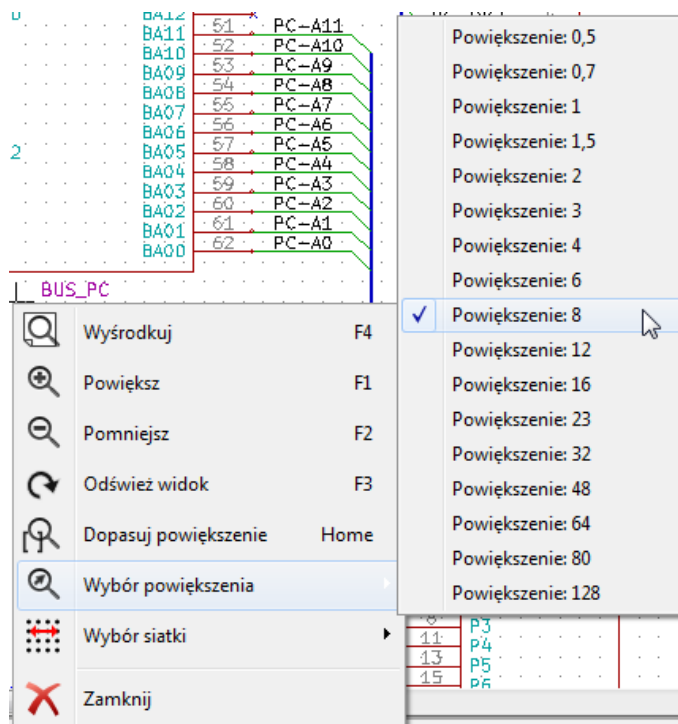 BA12
BA11 51 PC-A11
BA10 52 PC-A10
BA09 53 PC-A9
BA08 54 PC-A8
BA07 55 PC-A7
BA06 56 PC-A6
2 BA05 57 PC-A5
BA04 58 PC-A4
BA03 59 PC-A3
BA02 60 PC-A2
BA01 61 PC-A1
BA00 62 PC-A0
BUS_PC
Wyśrodkuj F4
Powiększ F1
Pomniejsz F2
Odśwież widok F3
Dopasuj powiększenie Home
Wybór powiększenia
Wybór siatki
Zamknij
Powiększenie: 0,5
Powiększenie: 0,7
Powiększenie: 1
Powiększenie: 1,5
Powiększenie: 2
Powiększenie: 3
Powiększenie: 4
Powiększenie: 6
Powiększenie: 8
Powiększenie: 12
Powiększenie: 16
Powiększenie: 23
Powiększenie: 32
Powiększenie: 48
Powiększenie: 64
Powiększenie: 80
Powiększenie: 128
8 P3
11 P4
13 P5
15 P6